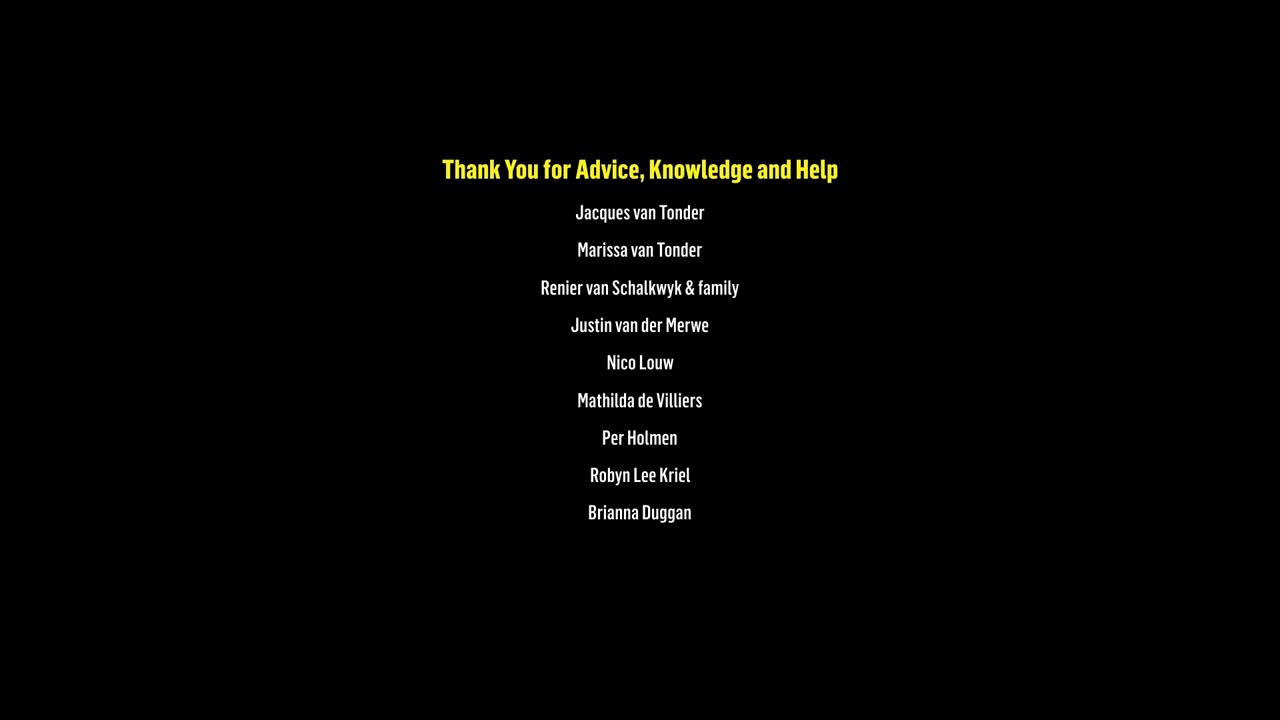 Thank You for Advice, Knowledge and Help
Jacques van Tonder
Marissa van Tonder
Renier van Schalkwyk & family
Justin van der Merwe
Nico Louw
Mathilda de Villiers
Per Holmen
Robyn Lee Kriel
Brianna Duggan